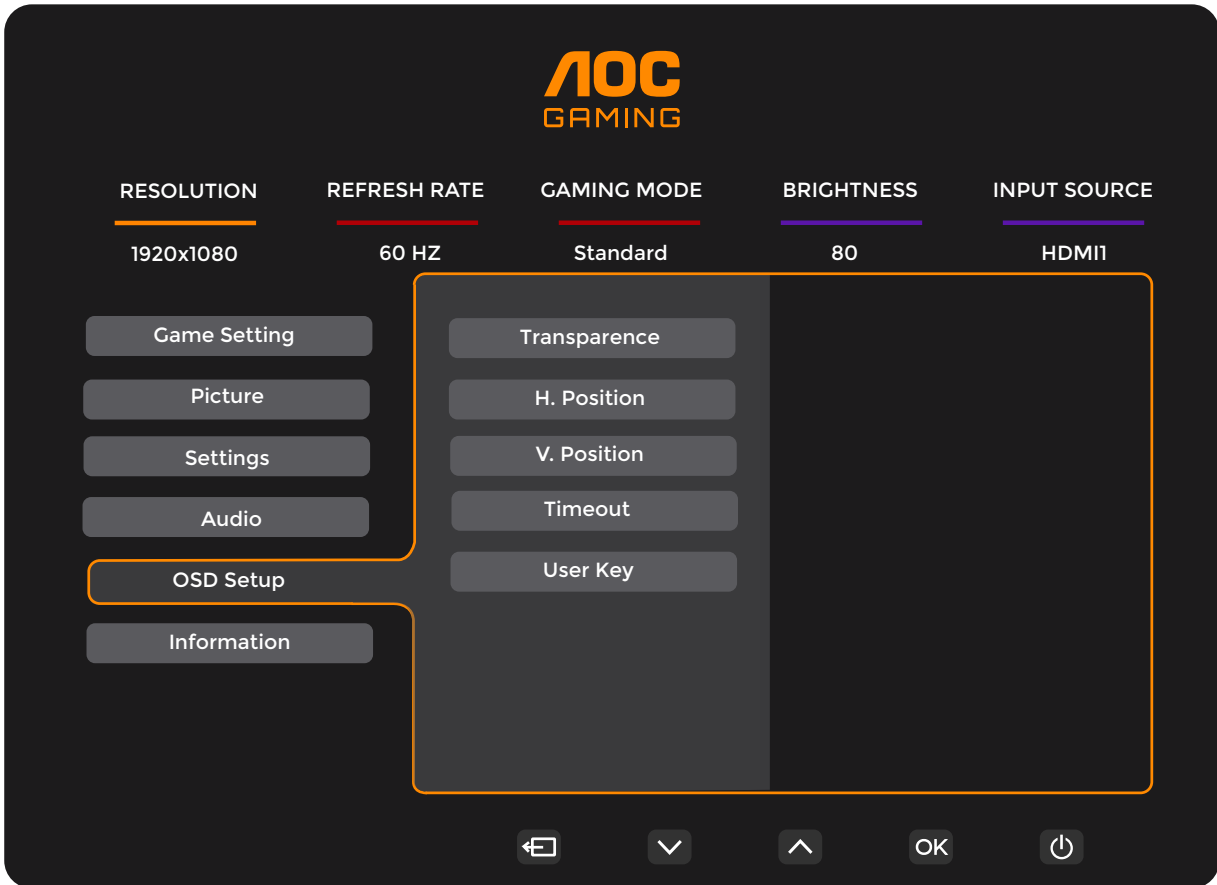 AOC
GAMING
RESOLUTION REFRESH RATE GAMING MODE BRIGHTNESS INPUT SOURCE
1920x1080 60 HZ Standard 80 HDMI1
Game Setting
Picture
Settings
Audio
OSD Setup
Information
Transparence
H. Position
V. Position
Timeout
User Key
OK